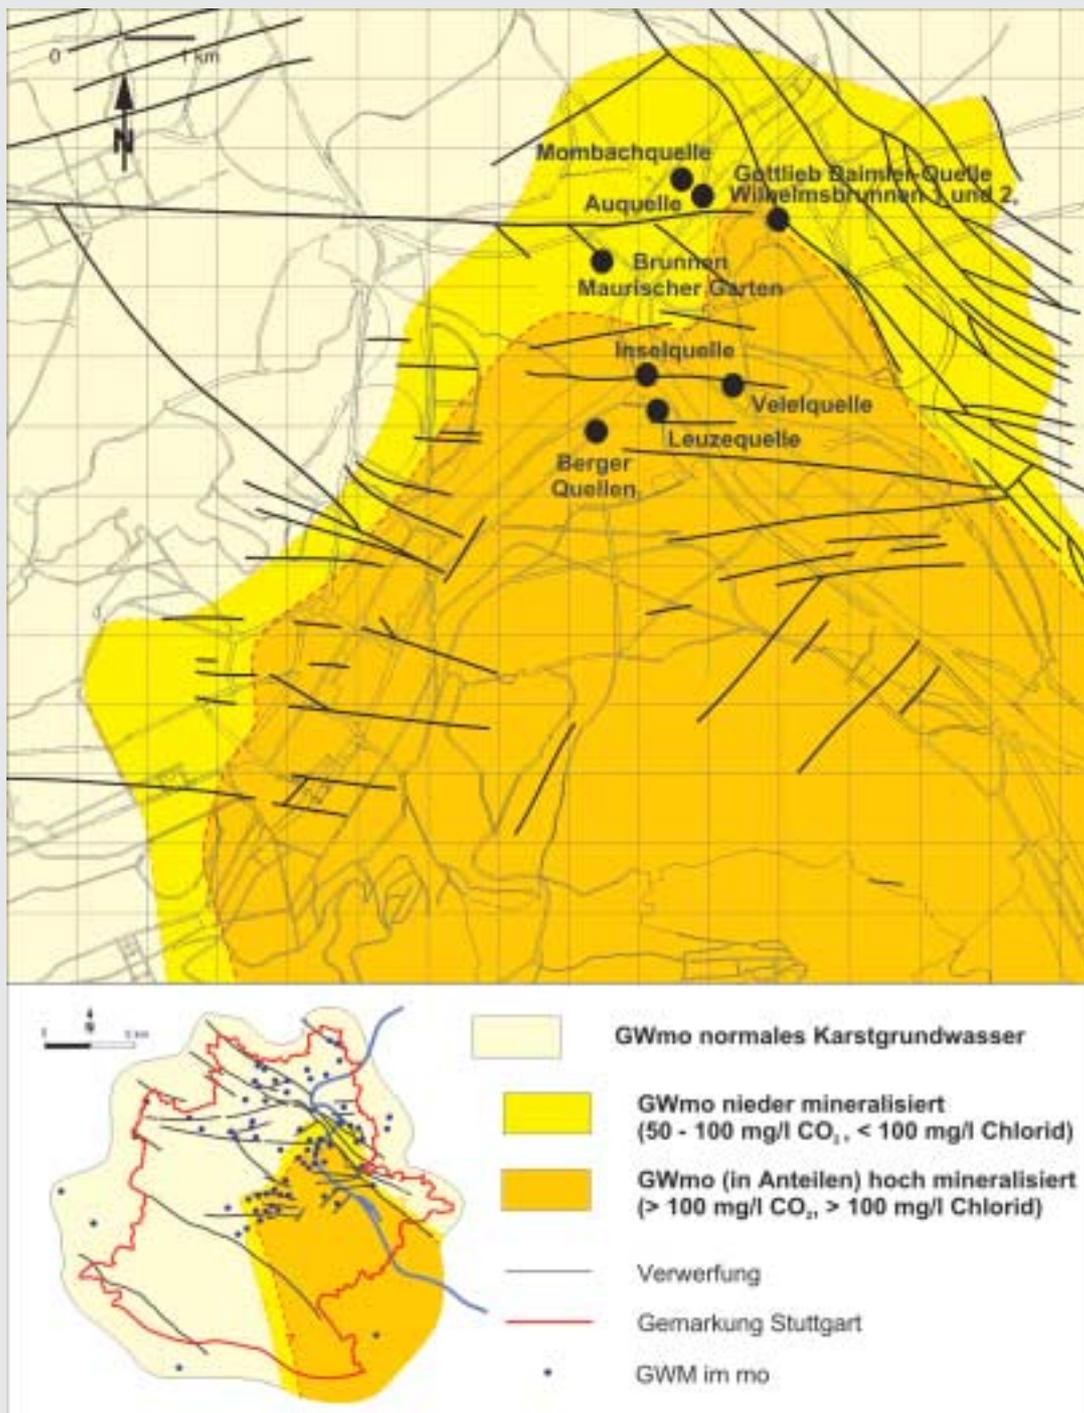 0 1 km
N
Mombachquelle
Gottlieb Daimler-Quelle
Auquelle
Wilhelmsbrunnen 1 und 2,
Brunnen
Maurischer Garten
Inselquelle
Velelquelle
Leuzequelle
Berger
Quellen,
N
GWmo normales Karstgrundwasser
GWmo nieder mineralisiert
(50 - 100 mg/l CO₂, < 100 mg/l Chlorid)
GWmo (in Anteilen) hoch mineralisiert
(> 100 mg/l CO₂, > 100 mg/l Chlorid)
Verwerfung
Gemarkung Stuttgart
GWM im mo